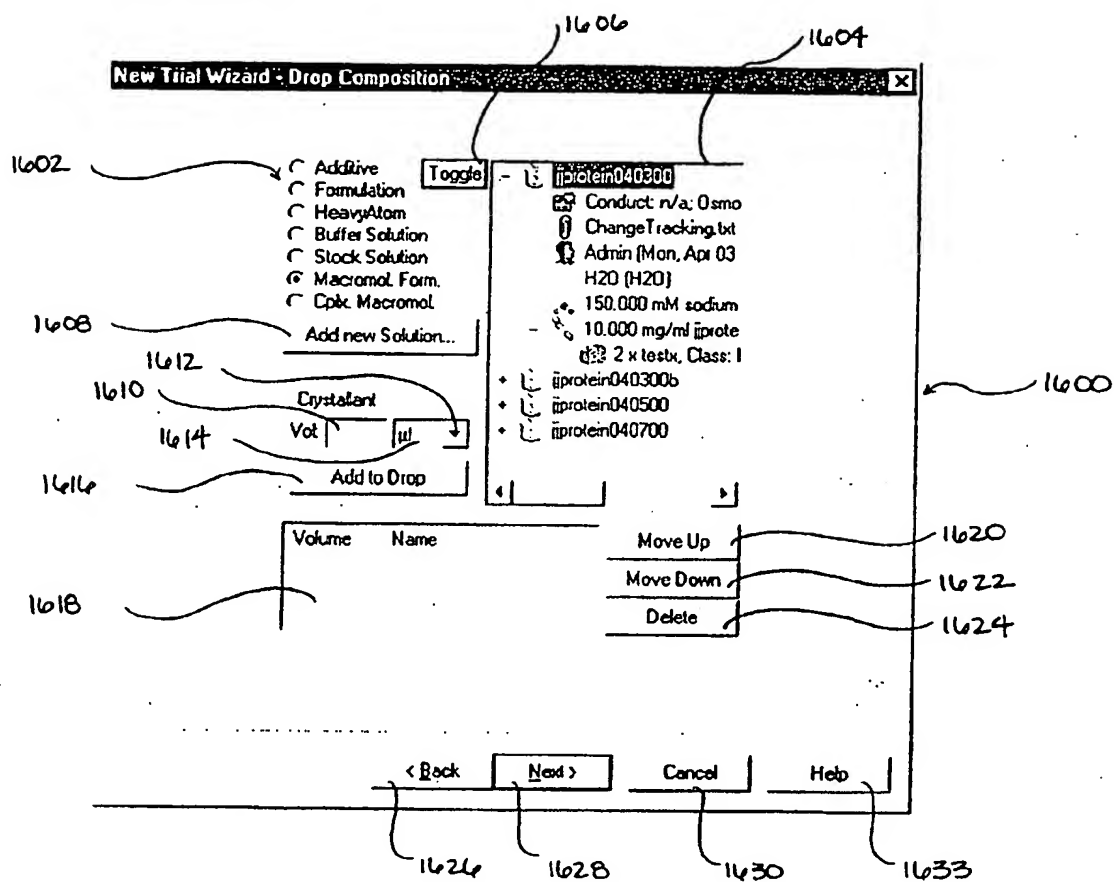 1606
1604
New Trial Wizard - Drop Composition
1602
Additive
Toggle
jjprotein040300
Formulation
Conduct: n/a; Osmo
HeavyAtom
ChangeTracking.txt
Buffer Solution
Admin (Mon, Apr 03
Stock Solution
H2O (H2O)
Macromol. Form.
150.000 mM sodium
Cplx. Macromol.
1608
Add new Solution...
10.000 mg/ml jjprote
2 x testx, Class: I
1612
1610
Crystallant
jjprotein040300b
1600
jjprotein040500
1614
Vol
ul
jjprotein040700
1616
Add to Drop
Volume Name
Move Up
1620
Move Down
1622
1618
Delete
1624
< Back
Next >
Cancel
Help
1626
1628
1630
1633